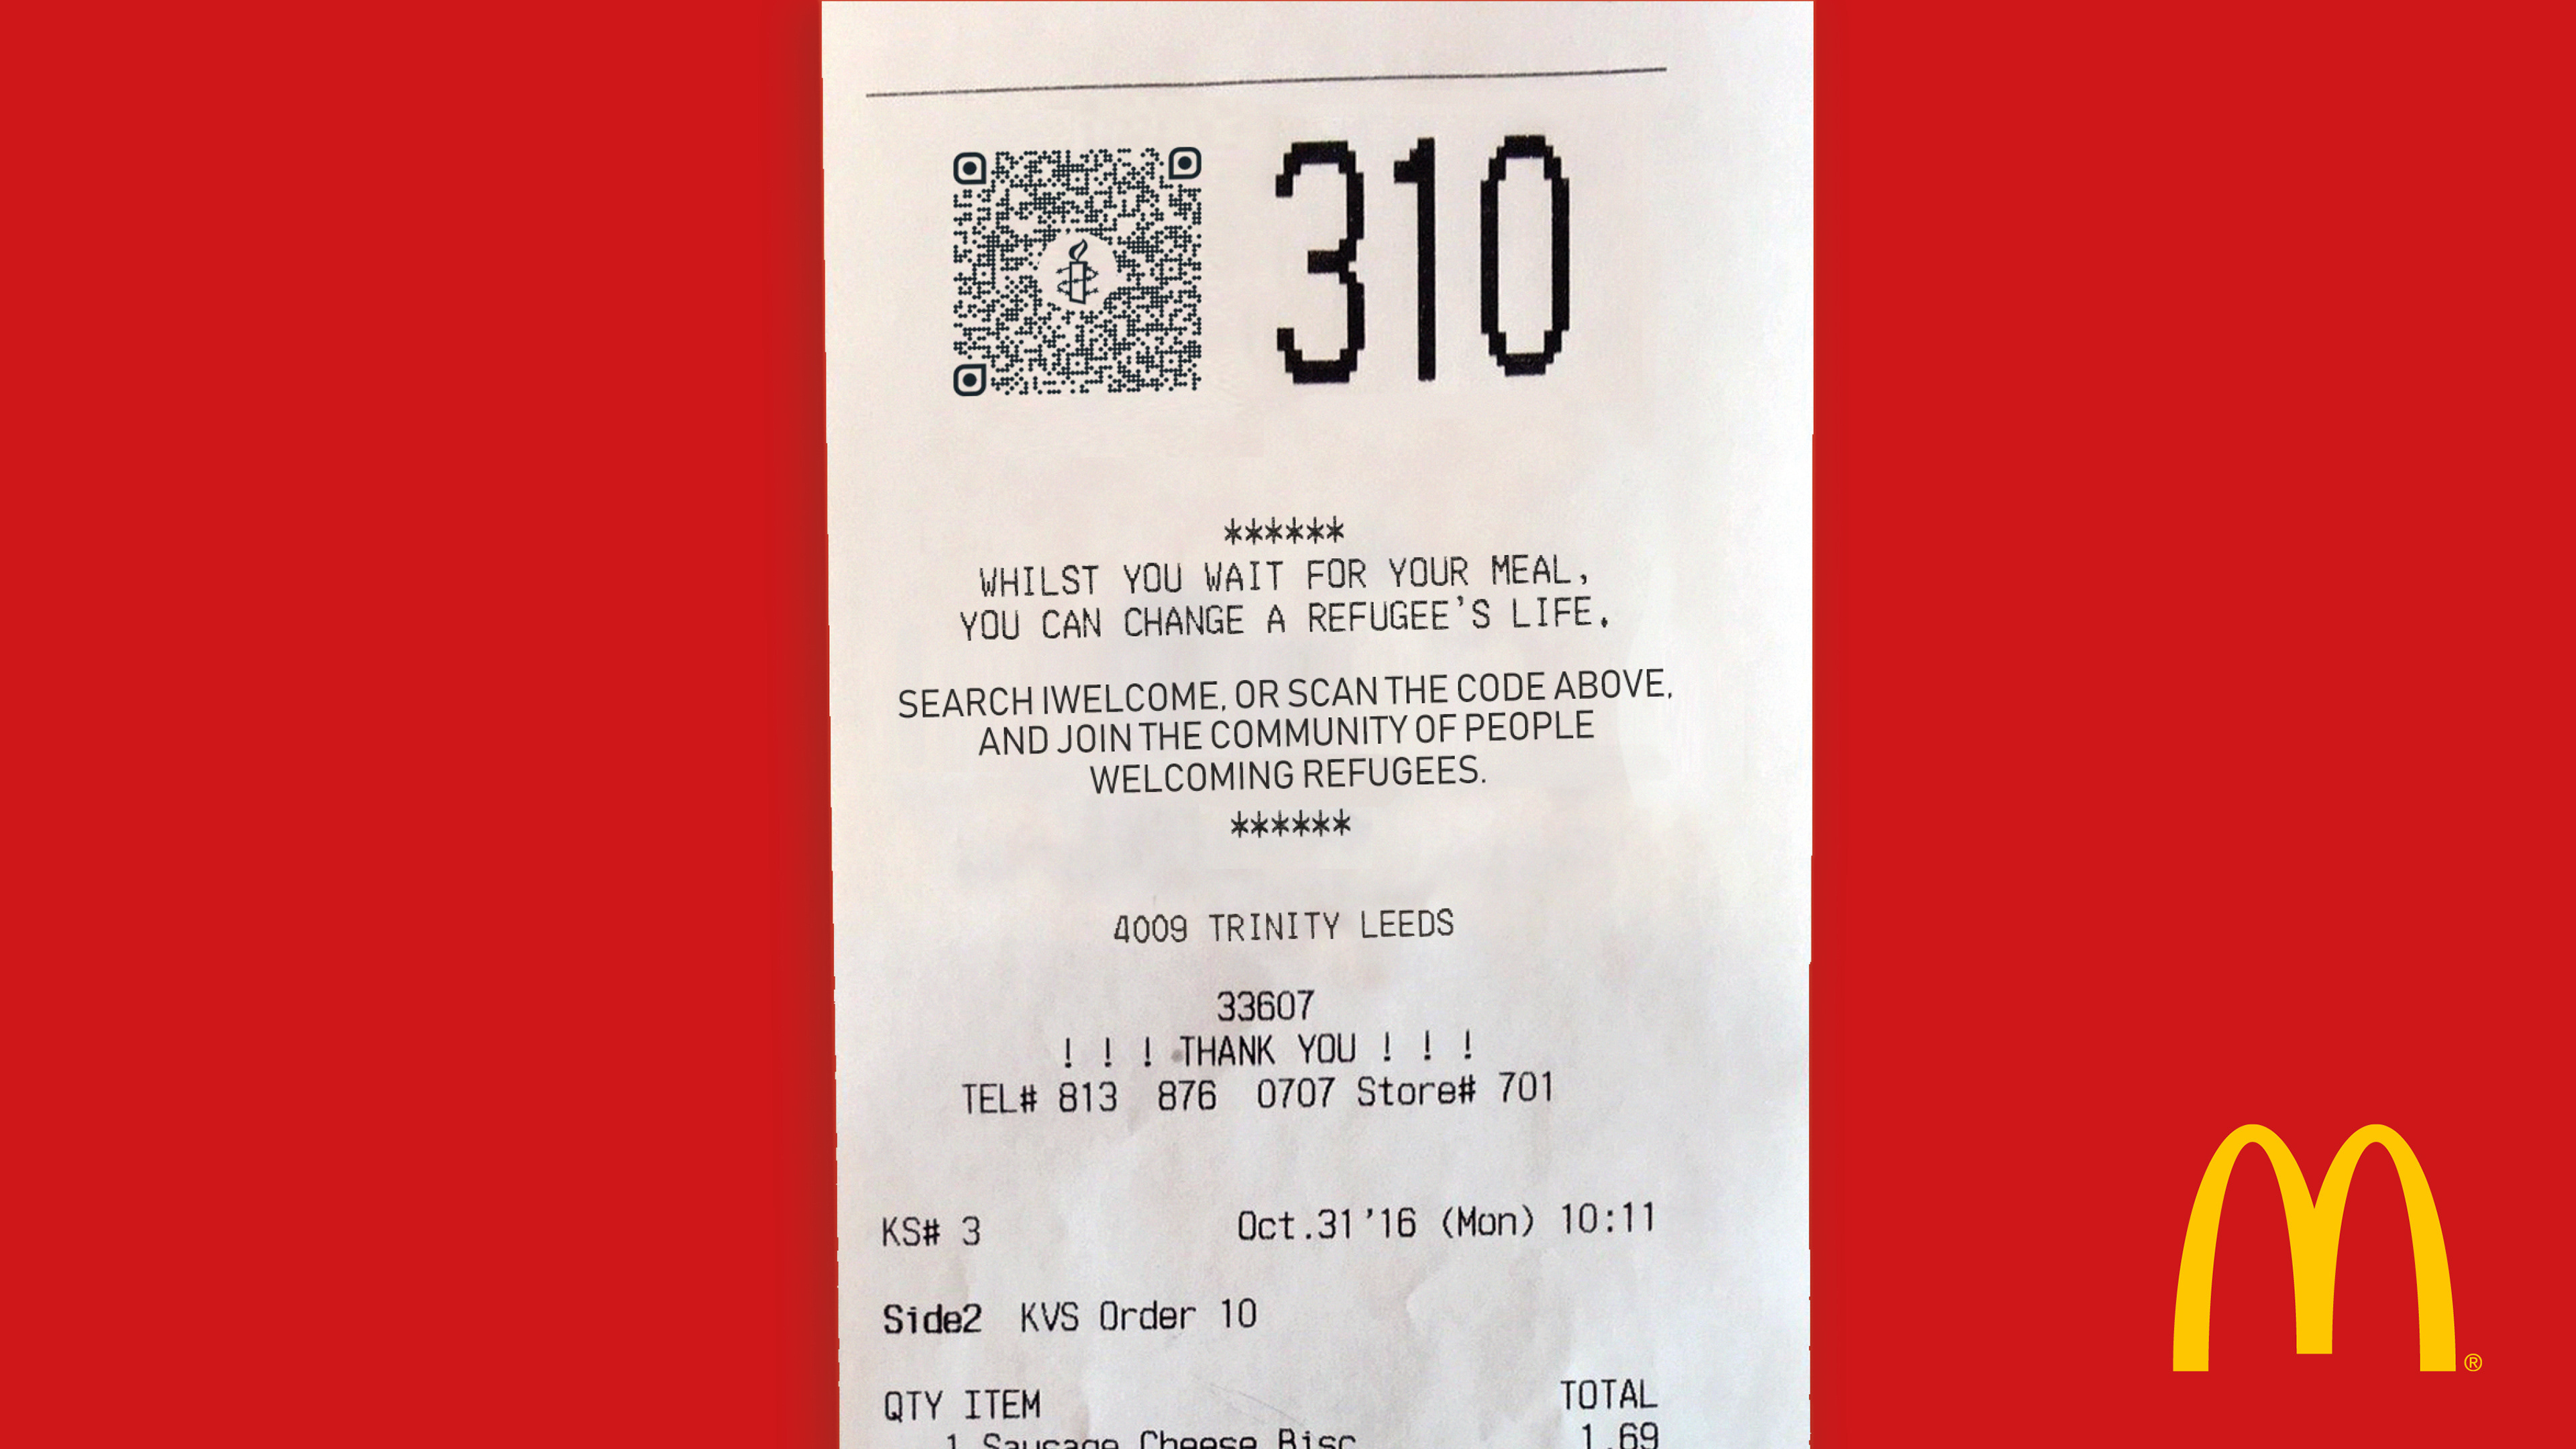 310
******
WHILST YOU WAIT FOR YOUR MEAL,
YOU CAN CHANGE A REFUGEE'S LIFE.
SEARCH IWELCOME, OR SCAN THE CODE ABOVE,
AND JOIN THE COMMUNITY OF PEOPLE
WELCOMING REFUGEES.
******
4009 TRINITY LEEDS
33607
! ! ! THANK YOU ! ! !
TEL# 813 876 0707 Store# 701
KS# 3 Oct.31'16 (Mon) 10:11
Side2 KVS Order 10
QTY ITEM TOTAL
1 Sausage Cheese Bisc 1.69
M®